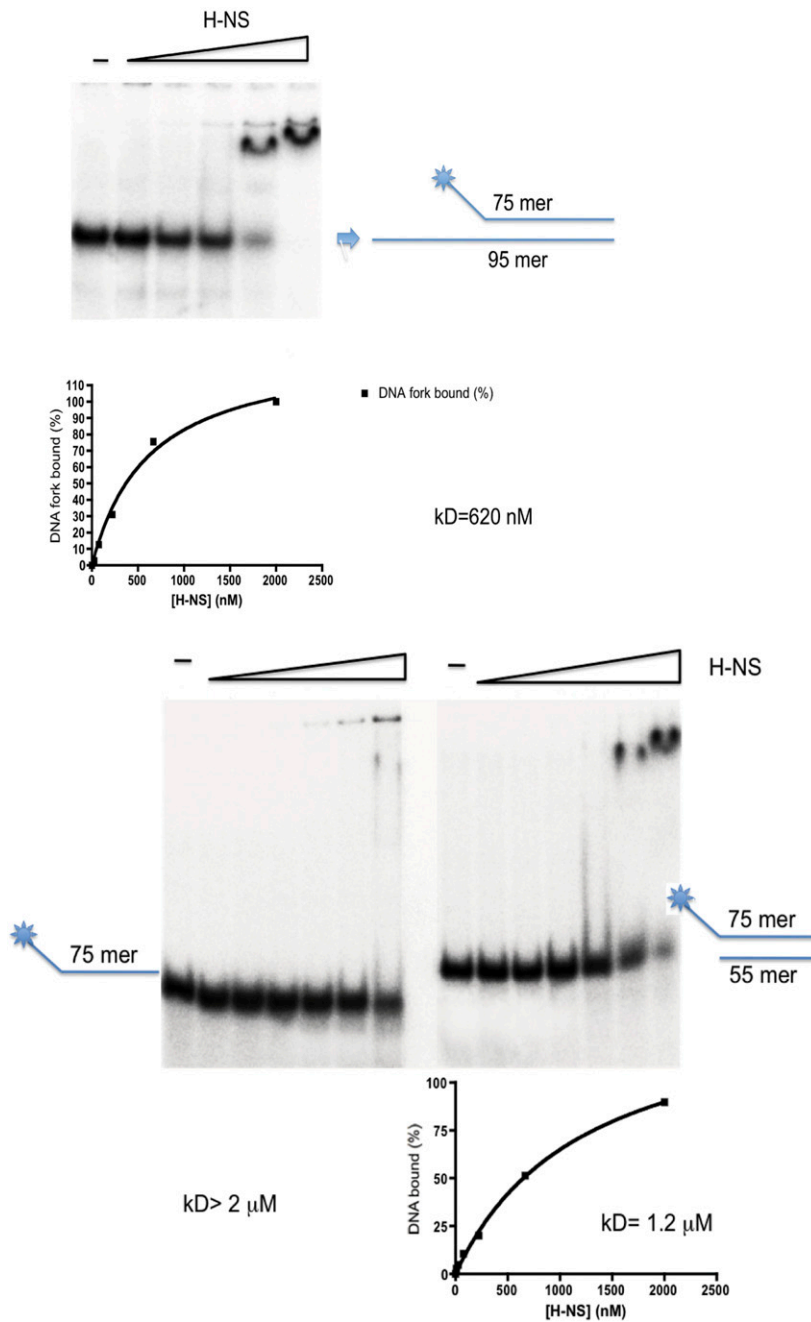 H-NS
–
75 mer
95 mer
110
100
90
80
70
60
50
40
30
20
10
0
DNA fork bound (%)
0 500 1000 1500 2000 2500
[H-NS] (nM)
DNA fork bound (%)
kD=620 nM
– –
H-NS
75 mer
75 mer
55 mer
kD> 2 μM
100
75
50
25
0
DNA bound (%)
kD= 1.2 μM
0 500 1000 1500 2000 2500
[H-NS] (nM)